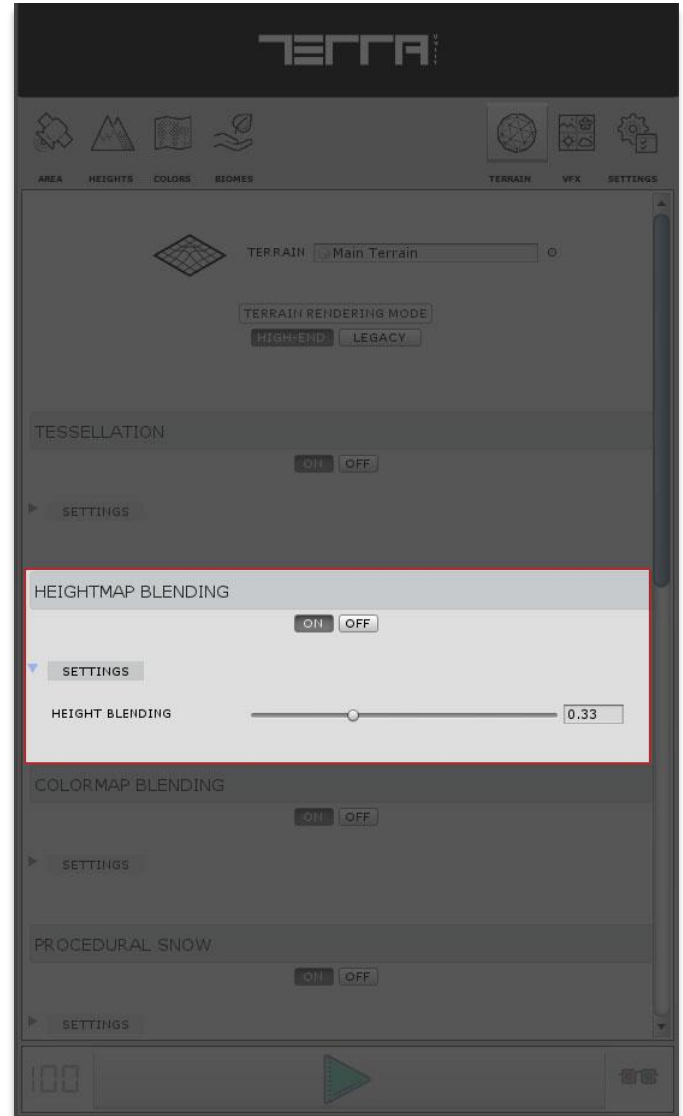 TERRA
UNITY
AREA HEIGHTS COLORS BIOMES TERRAIN VFX SETTINGS
TERRAIN Main Terrain
TERRAIN RENDERING MODE
HIGH-END LEGACY
TESSELLATION
ON OFF
SETTINGS
HEIGHTMAP BLENDING
ON OFF
SETTINGS
HEIGHT BLENDING 0.33
COLORMAP BLENDING
ON OFF
SETTINGS
PROCEDURAL SNOW
ON OFF
SETTINGS
100